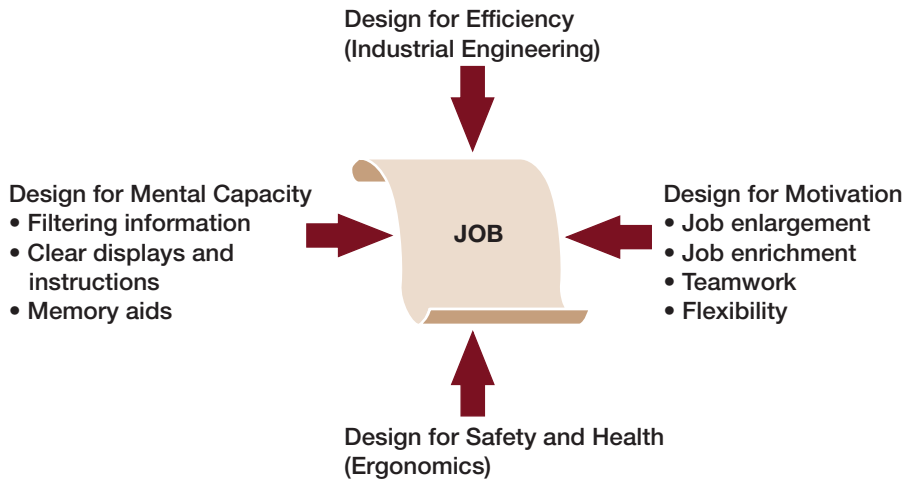 Design for Efficiency
(Industrial Engineering)
Design for Mental Capacity
• Filtering information
• Clear displays and
instructions
• Memory aids
JOB
Design for Motivation
• Job enlargement
• Job enrichment
• Teamwork
• Flexibility
Design for Safety and Health
(Ergonomics)